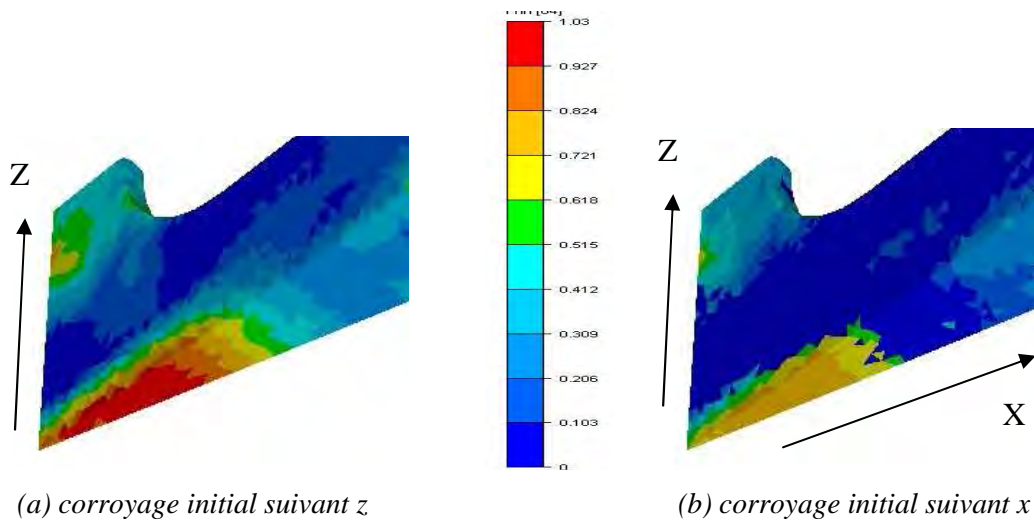 1.03
0.927
0.824
0.721
0.618
0.515
0.412
0.309
0.206
0.103
0
Z
Z
X
(a) corroyage initial suivant z
(b) corroyage initial suivant x